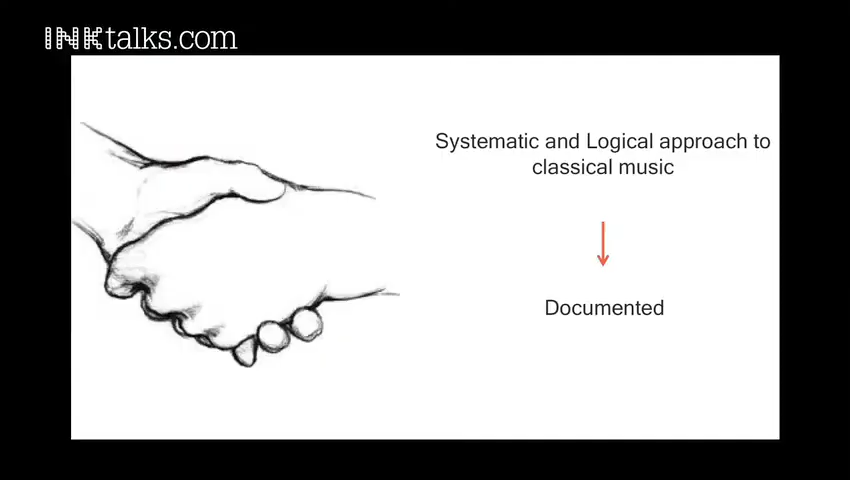 INKtalks.com
Systematic and Logical approach to
classical music
Documented